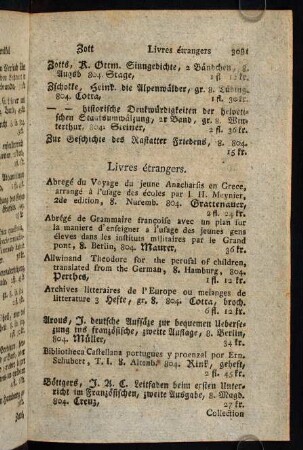 Zott Livres étrangers 3081
Zotts, K. Ottm. Sinngedichte, 2 Bändchen, 8.
Augsb 804. Stage, 1 fl 12 kr.
Zschokke, Heinr. die Alpenwälder, gr. 8. Tübing.
804. Cotta, 1 fl. 30 kr.
— — historische Denkwürdigkeiten der helveti-
schen Staatsumwälzung, 2r Band, gr. 8. Win-
terthur. 804. Steiner, 2 fl. 36 kr.
Zur Geschichte des Rastatter Friedens, 8. 804.
15 kr.
Livres étrangers.
Abregé du Voyage du jeune Anacharsis en Grece,
arrangé à l'usage des écoles par J H. Meynier,
2de edition, 8. Nuremb. 804. Grattenauer,
2 fl. 24 kr.
Abrégé de Grammaire françoise avec un plan sur
la maniere d'enseigner a l'usage des jeunes gens
élevés dans les instituts militaires par le Grand
pont, 8. Berlin, 804. Maurer, 36 kr.
Allwinand Theodore for the perusul of children,
translated from the German, 8. Hamburg, 804.
Perthes, 1 fl. 12 kr.
Archives litteraires de l'Europe ou melanges de
litterature 3 Hefte, gr. 8. 804. Cotta, broch.
6 fl. 12 kr.
J. deutsche Aufsätze zur bequemen Ueberse-
tzung ins französische, zweite Auflage, 8. Berlin,
804. Müller, 34 kr.
Bibliotheca Castellana portugues y proenzal por Ern.
Schubert, T. I. 8. Altenb. 804. Rink, geheft,
2 fl. 45 kr.
Böttgers, J. A. C. Leitfaden beim ersten Unter-
richt im Französischen, zweite Ausgabe, 8. Magd.
804. Creuz, 27 kr.
Collection